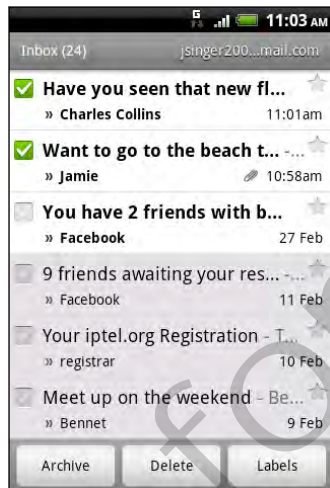 11:03 AM
Inbox (24) jsinger200...mail.com
Have you seen that new fl...
» Charles Collins 11:01am
Want to go to the beach t... -...
» Jamie 10:58am
You have 2 friends with b...
» Facebook 27 Feb
9 friends awaiting your res... -...
» Facebook 11 Feb
Your iptel.org Registration - T...
» registrar 10 Feb
Meet up on the weekend - Be...
» Bennet 9 Feb
Archive Delete Labels